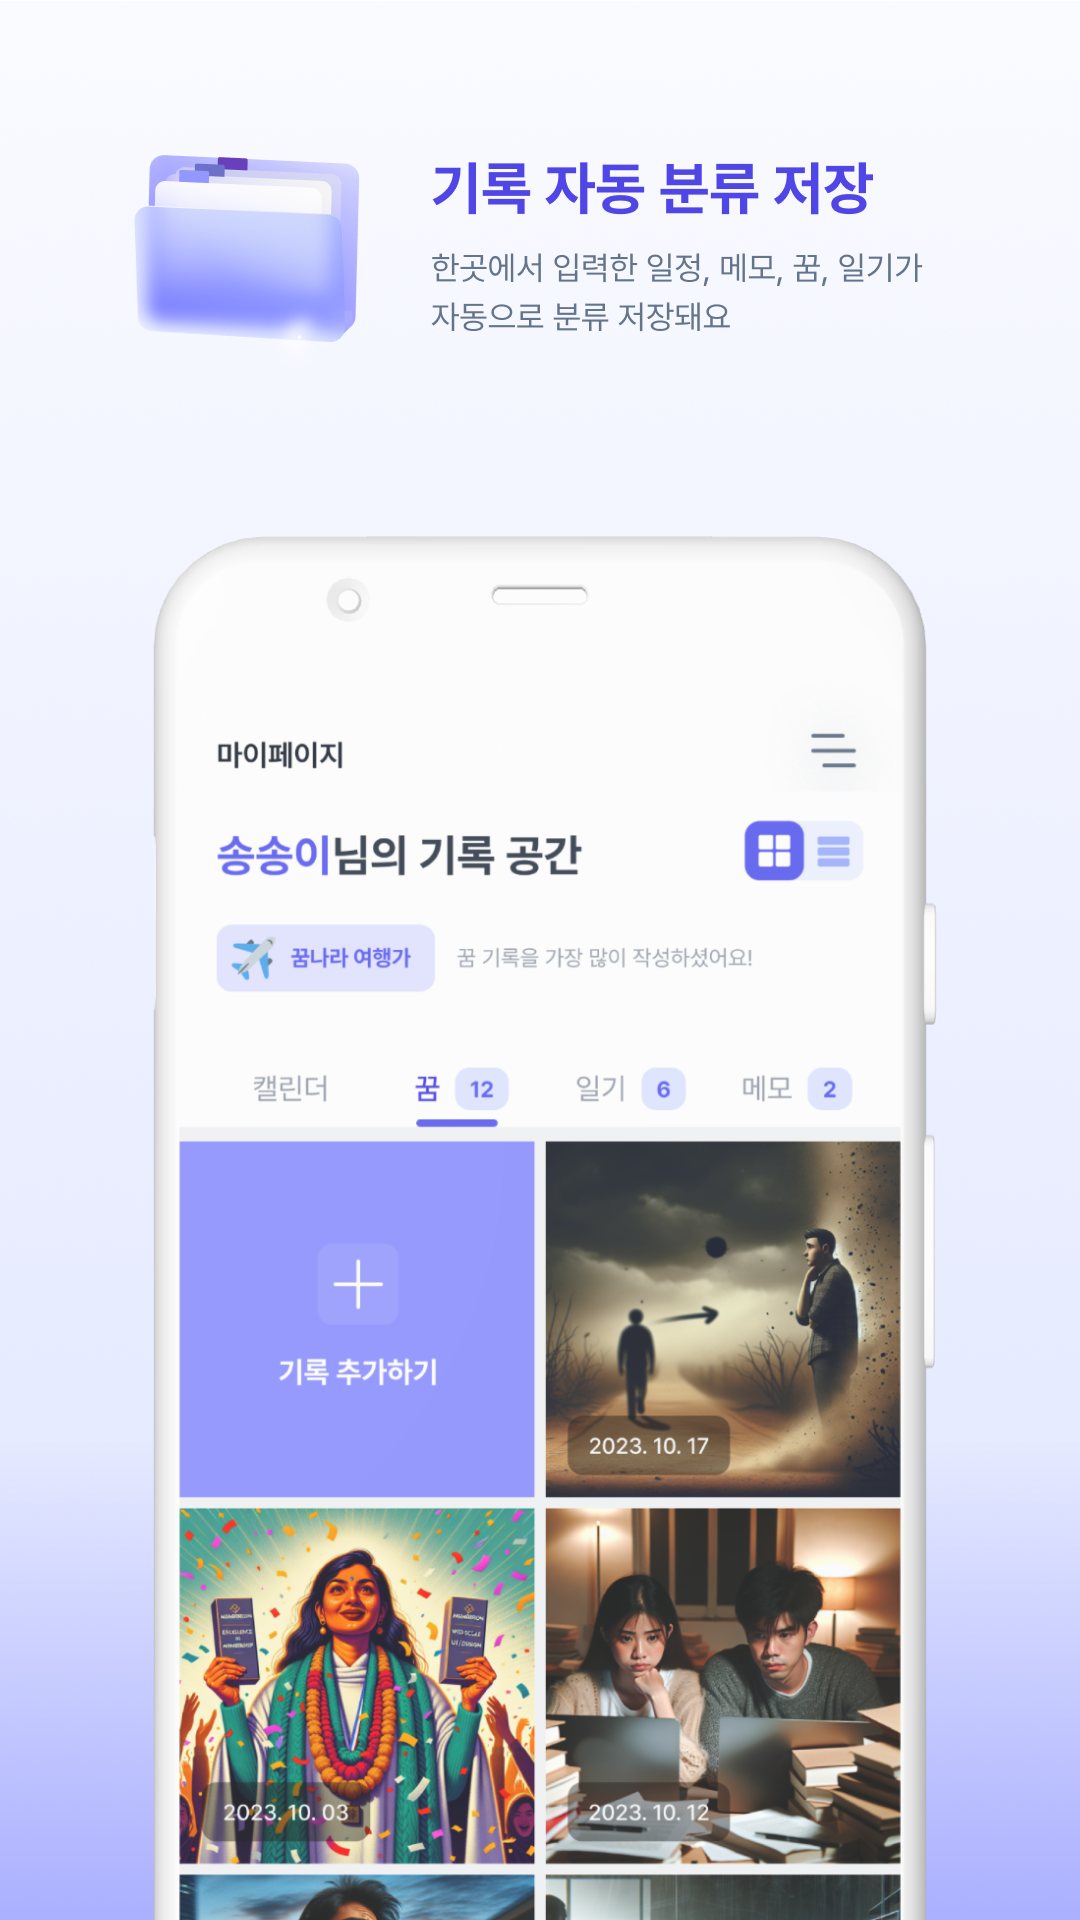 기록 자동 분류 저장
한곳에서 입력한 일정, 메모, 꿈, 일기가
자동으로 분류 저장돼요
마이페이지
송송이님의 기록 공간
꿈나라 여행가 꿈 기록을 가장 많이 작성하셨어요!
캘린더 꿈 12 일기 6 메모 2
기록 추가하기
2023. 10. 17
2023. 10. 03
2023. 10. 12